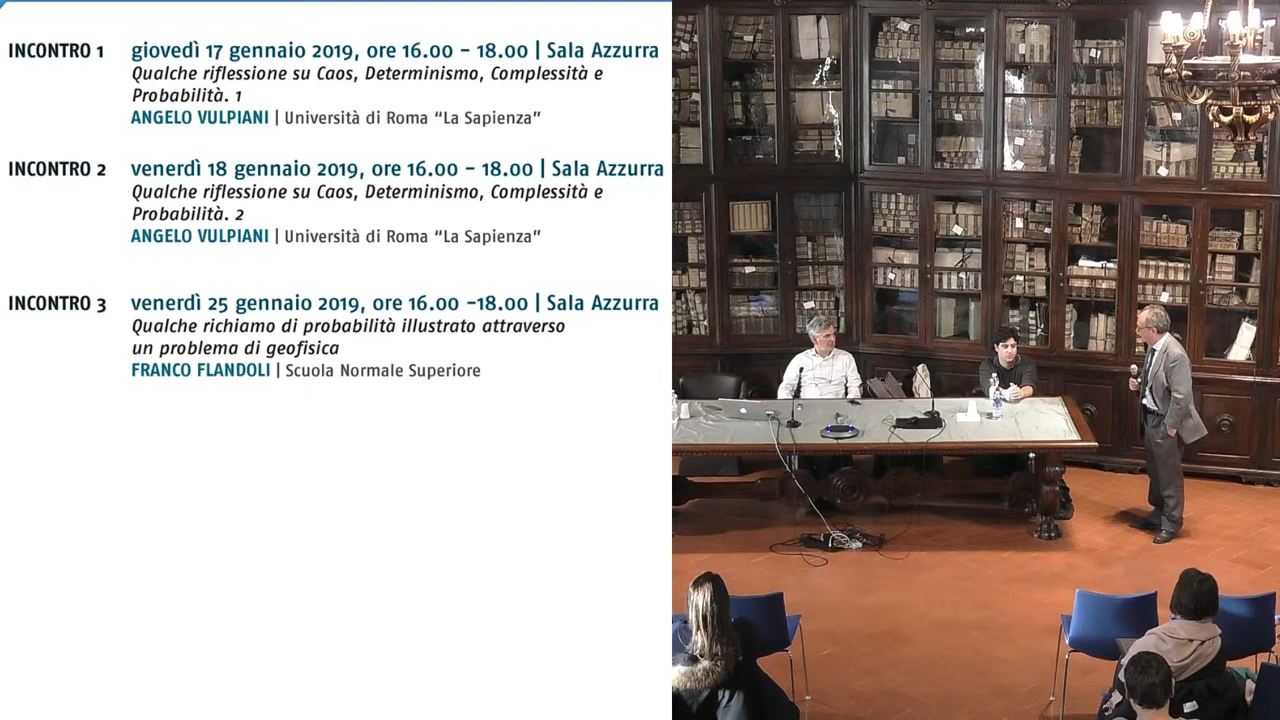 INCONTRO 1 giovedì 17 gennaio 2019, ore 16.00 - 18.00 | Sala Azzurra
Qualche riflessione su Caos, Determinismo, Complessità e
Probabilità. 1
ANGELO VULPIANI | Università di Roma “La Sapienza”
INCONTRO 2 venerdì 18 gennaio 2019, ore 16.00 - 18.00 | Sala Azzurra
Qualche riflessione su Caos, Determinismo, Complessità e
Probabilità. 2
ANGELO VULPIANI | Università di Roma “La Sapienza”
INCONTRO 3 venerdì 25 gennaio 2019, ore 16.00 -18.00 | Sala Azzurra
Qualche richiamo di probabilità illustrato attraverso
un problema di geofisica
FRANCO FLANDOLI | Scuola Normale Superiore